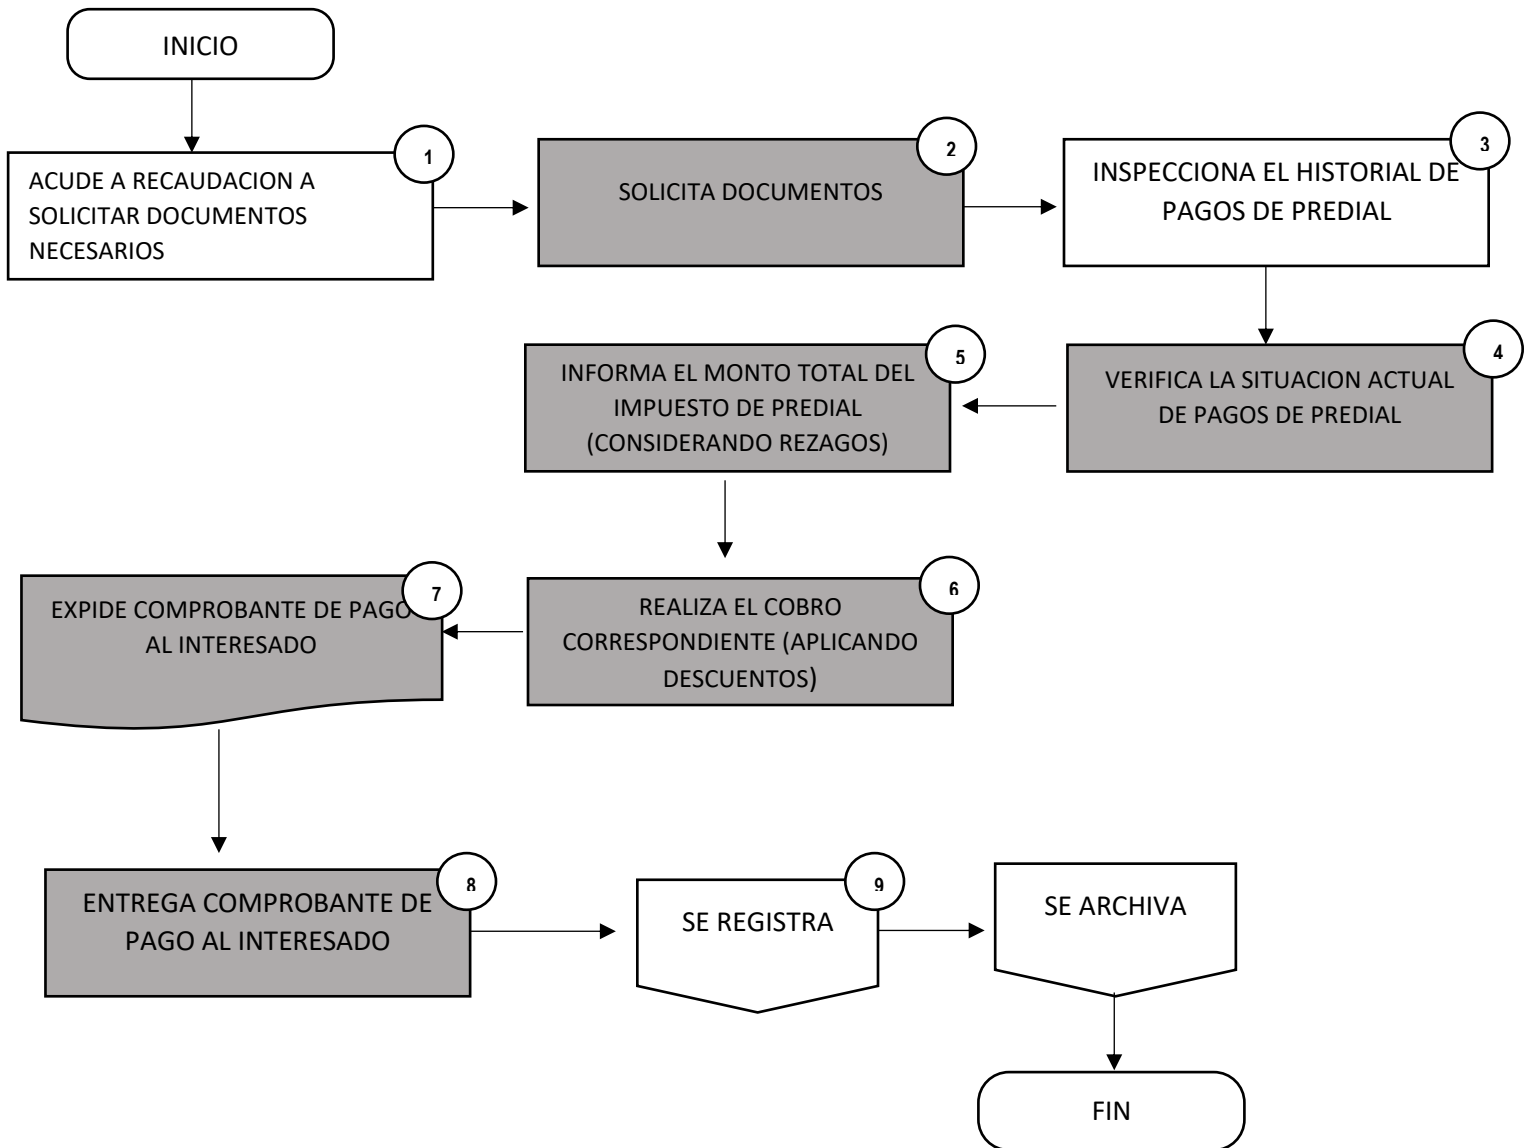 INICIO
1
ACUDE A RECAUDACION A
SOLICITAR DOCUMENTOS
NECESARIOS
2
SOLICITA DOCUMENTOS
3
INSPECCIONA EL HISTORIAL DE
PAGOS DE PREDIAL
4
VERIFICA LA SITUACION ACTUAL
DE PAGOS DE PREDIAL
5
INFORMA EL MONTO TOTAL DEL
IMPUESTO DE PREDIAL
(CONSIDERANDO REZAGOS)
6
REALIZA EL COBRO
CORRESPONDIENTE (APLICANDO
DESCUENTOS)
7
EXPIDE COMPROBANTE DE PAGO
AL INTERESADO
8
ENTREGA COMPROBANTE DE
PAGO AL INTERESADO
9
SE REGISTRA
SE ARCHIVA
FIN